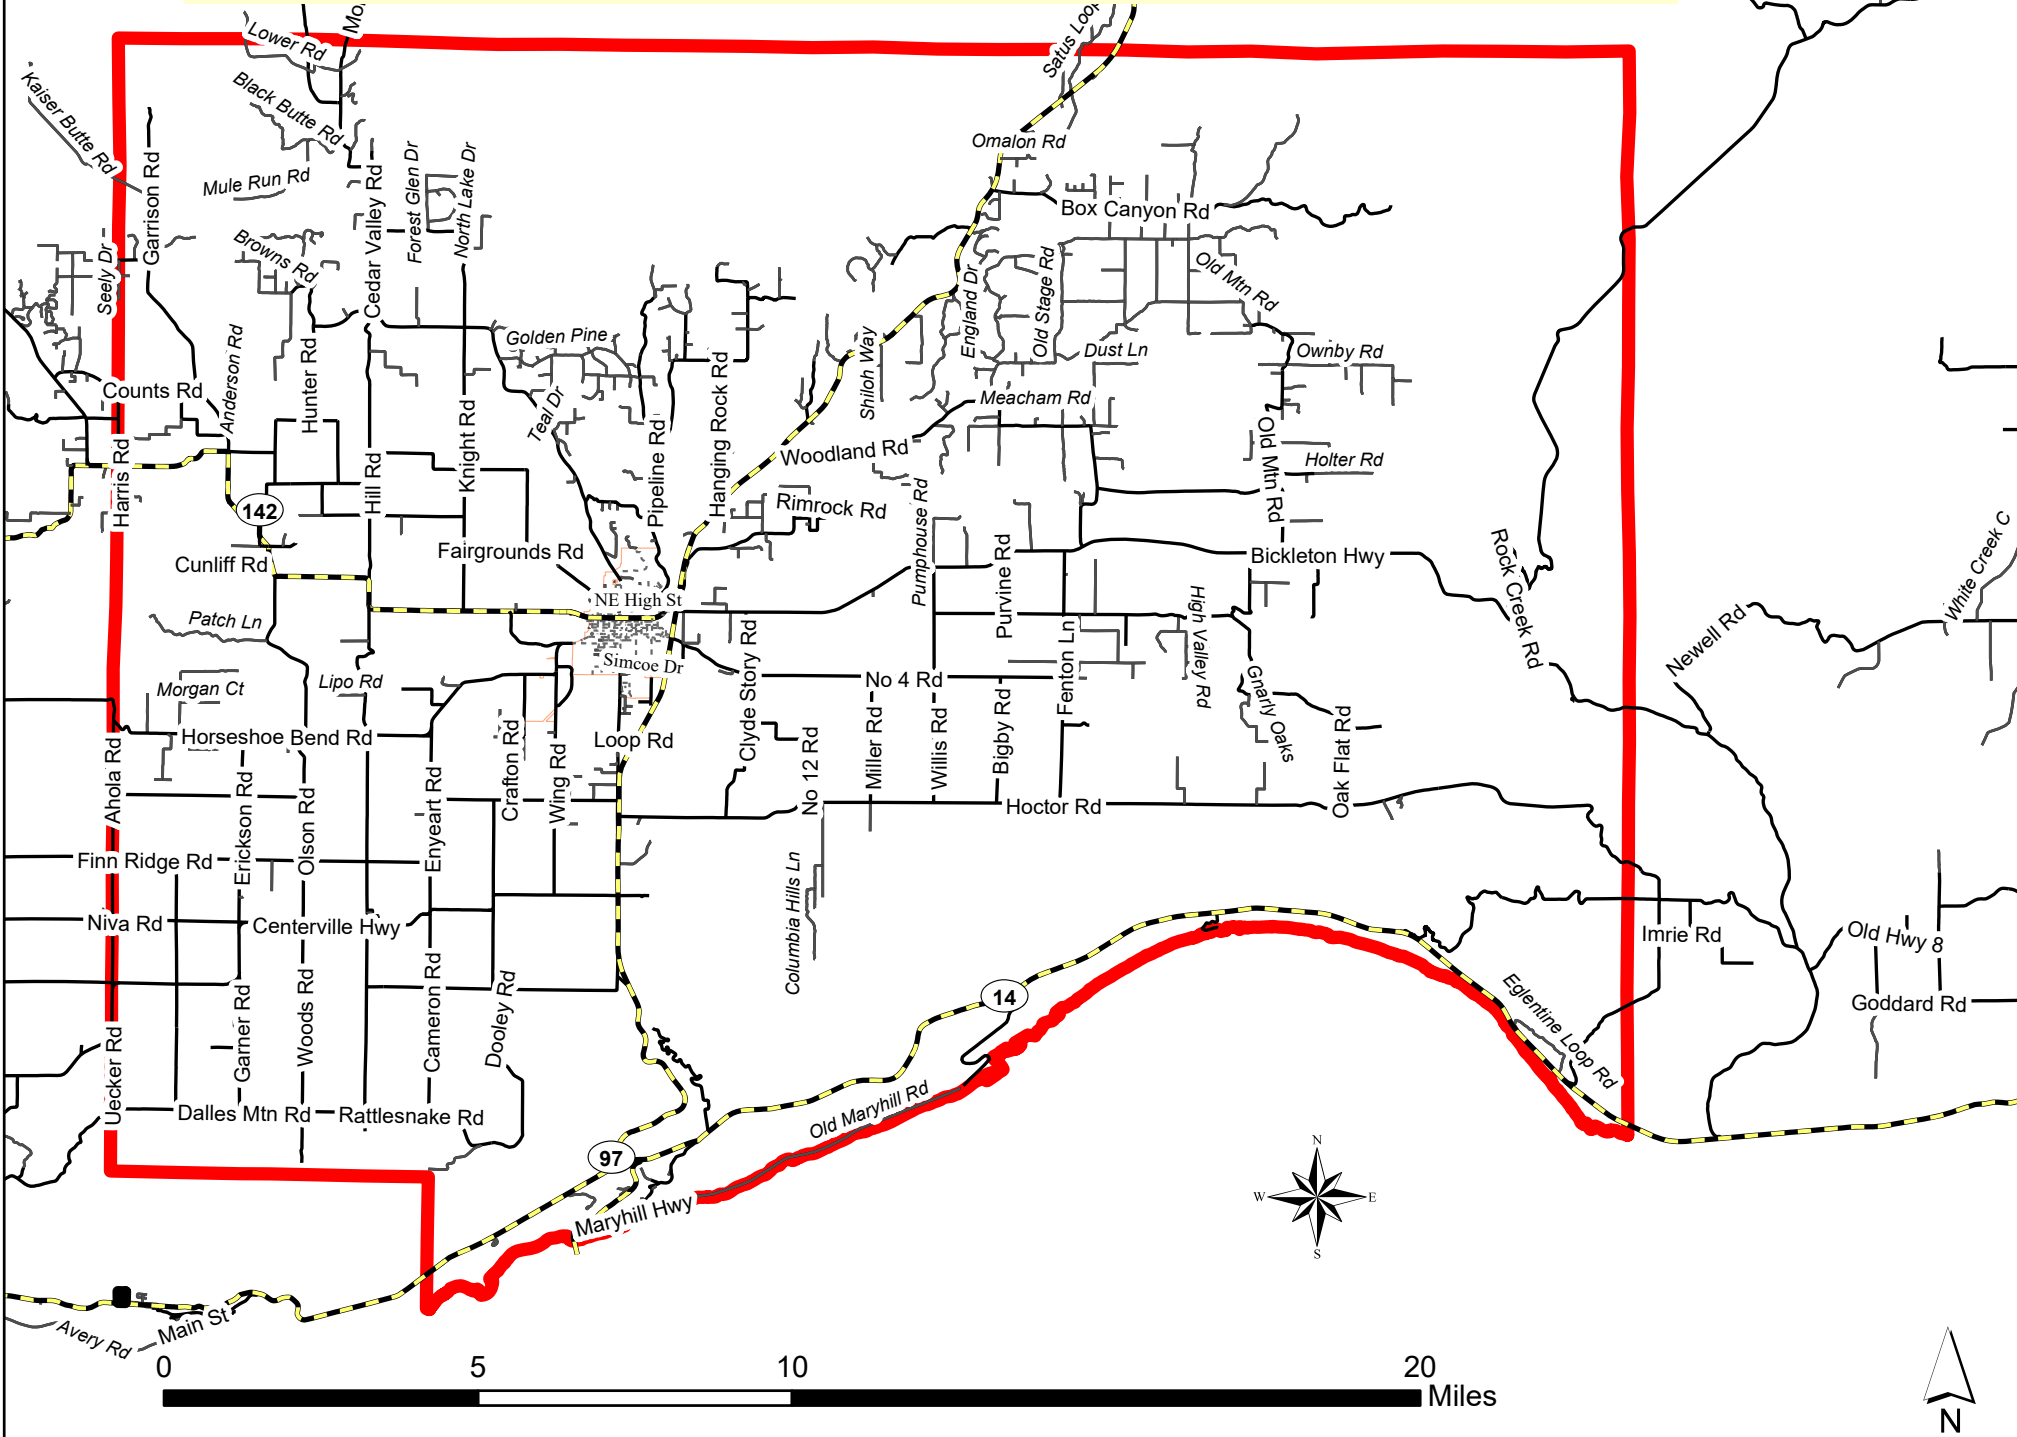 Lower Rd
Mo
Satus Loop
Kaiser Butte Rd
Black Butte Rd
Garrison Rd
Mule Run Rd
Cedar Valley Rd
Forest Glen Dr
North Lake Dr
Omalon Rd
Box Canyon Rd
Seely Dr
Browns Rd
England Dr
Old Stage Rd
Old Mtn Rd
Golden Pine
Shiloh Way
Dust Ln
Ownby Rd
Counts Rd
Anderson Rd
Hunter Rd
Knight Rd
Teal Dr
Pipeline Rd
Hanging Rock Rd
Meacham Rd
Woodland Rd
Old Mtn Rd
Holter Rd
Harris Rd
142
Hill Rd
Rimrock Rd
Pumphouse Rd
Cunliff Rd
Fairgrounds Rd
Purvine Rd
Bickleton Hwy
Rock Creek Rd
White Creek C
NE High St
Patch Ln
Simcoe Dr
Clyde Story Rd
Fenton Ln
High Valley Rd
Newell Rd
Morgan Ct
Lipo Rd
No 4 Rd
Gnarly Oaks
Horseshoe Bend Rd
Loop Rd
Ahola Rd
Erickson Rd
Olson Rd
Enyeart Rd
Crafton Rd
Wing Rd
No 12 Rd
Miller Rd
Willis Rd
Bigby Rd
Oak Flat Rd
Hoctor Rd
Finn Ridge Rd
Columbia Hills Ln
Niva Rd
Centerville Hwy
Imrie Rd
Old Hwy 8
14
Eglentine Loop Rd
Goddard Rd
Uecker Rd
Garner Rd
Woods Rd
Cameron Rd
Dooley Rd
Dalles Mtn Rd
Rattlesnake Rd
Old Maryhill Rd
97
Maryhill Hwy
N
W
E
S
Main St
Avery Rd
0 5 10 20
Miles
N